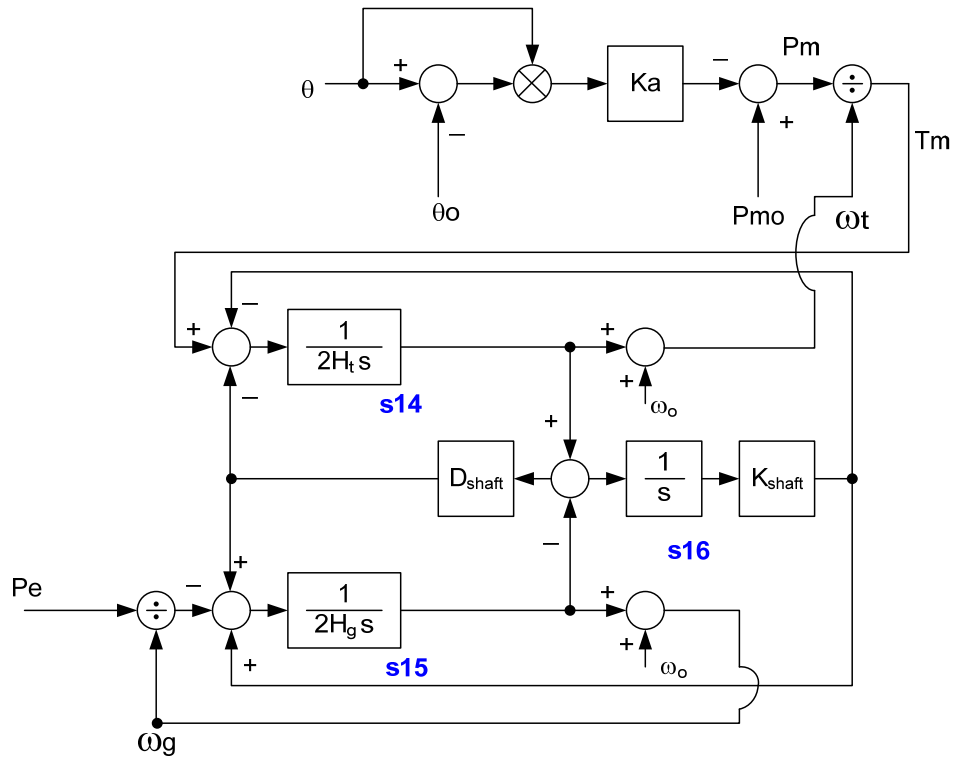 Pm
+
−
θ
Ka
÷
+
Tm
−
θo
Pmo
ωt
−
+
1
2Hₜ s
+
+
s14
ωₒ
−
+
Dshaft
1
s
Kshaft
−
s16
Pe
+
−
÷
1
2H_g s
+
+
+
s15
ωₒ
ωg